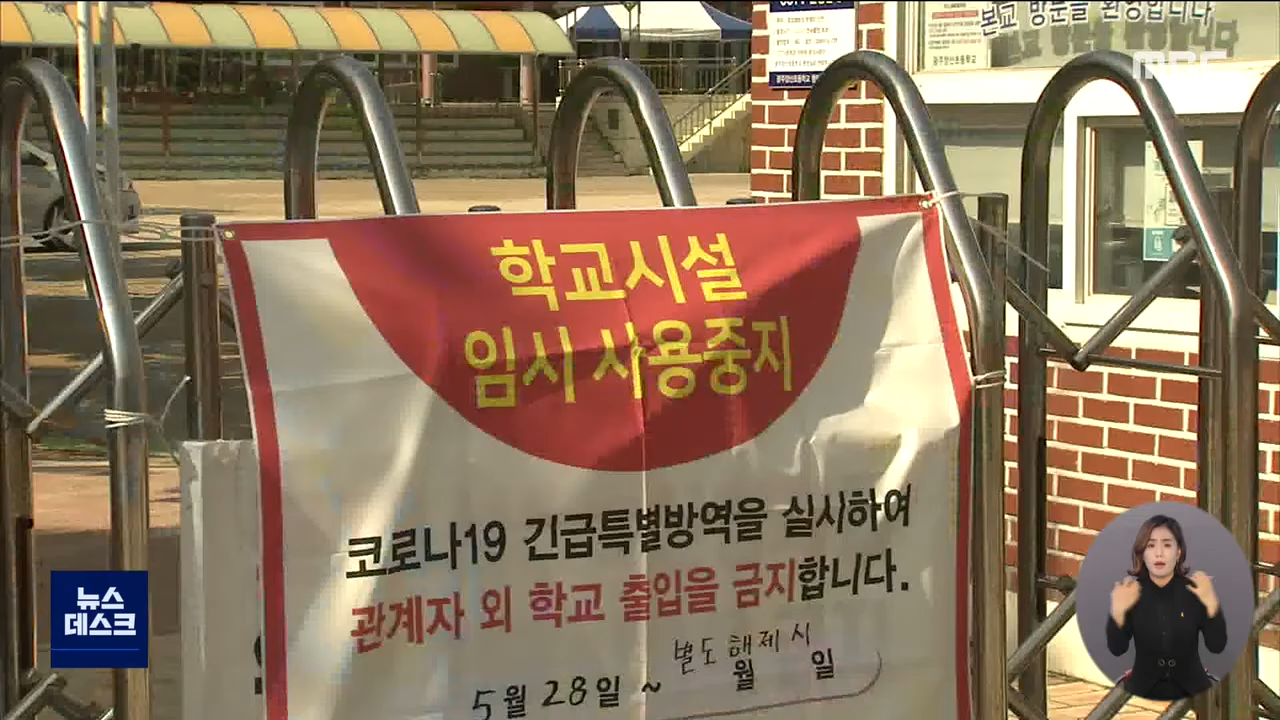 본교 방문을 환영합니다
MBC
학교시설
임시 사용중지
코로나19 긴급특별방역을 실시하여
관계자 외 학교 출입을 금지합니다.
별도 해제 시
5월 28일 ~ 월 일
뉴스
데스크